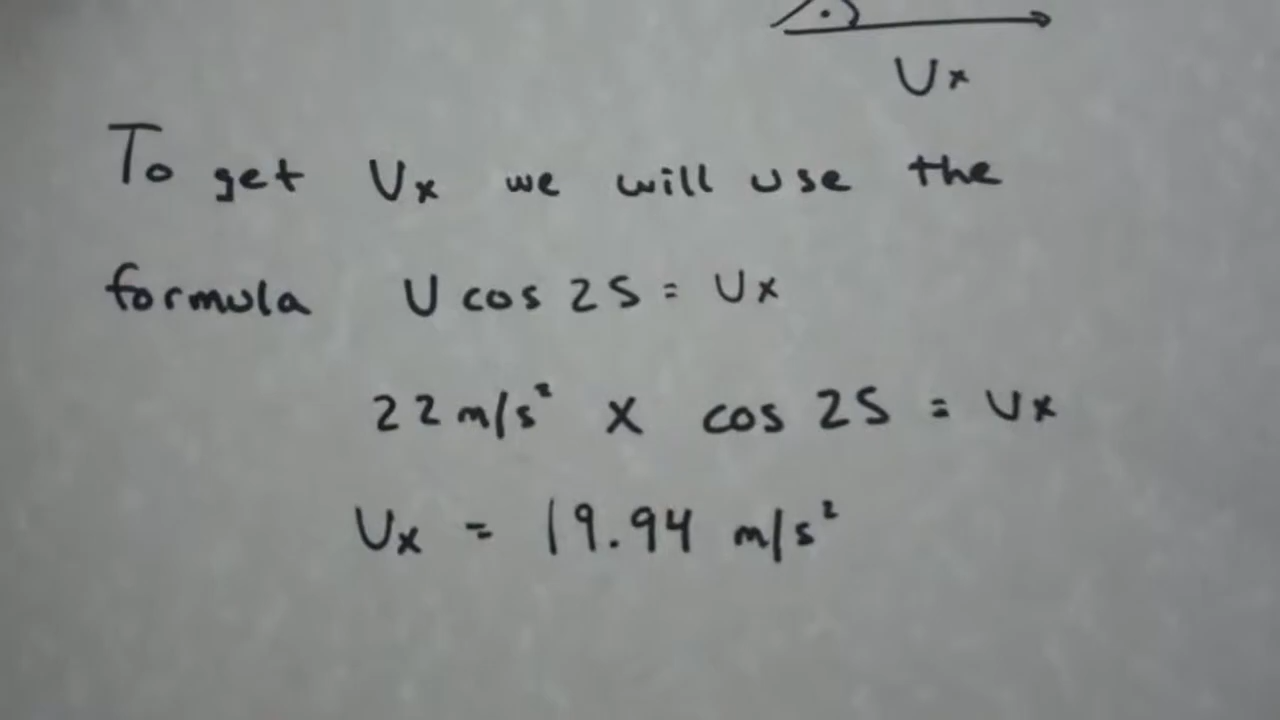 Ux
To get Ux we will use the
formula U cos 25 = Ux
22 m/s² x cos 25 = Ux
Ux = 19.94 m/s²